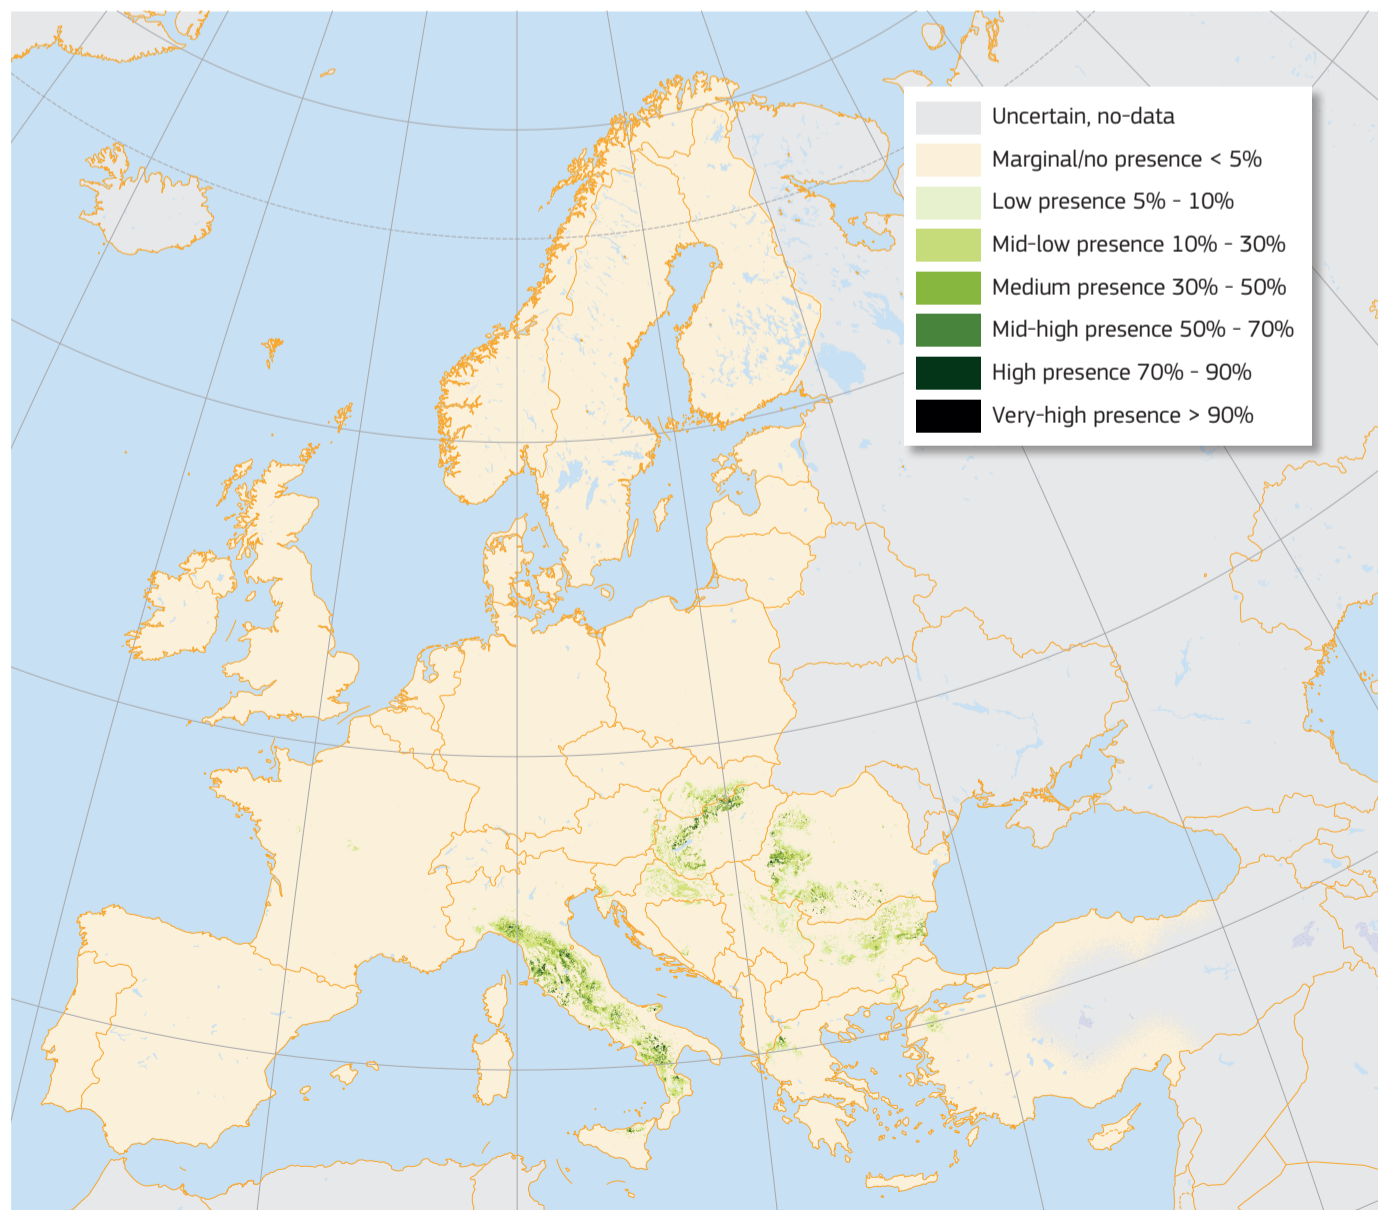 Uncertain, no-data
Marginal/no presence < 5%
Low presence 5% - 10%
Mid-low presence 10% - 30%
Medium presence 30% - 50%
Mid-high presence 50% - 70%
High presence 70% - 90%
Very-high presence > 90%